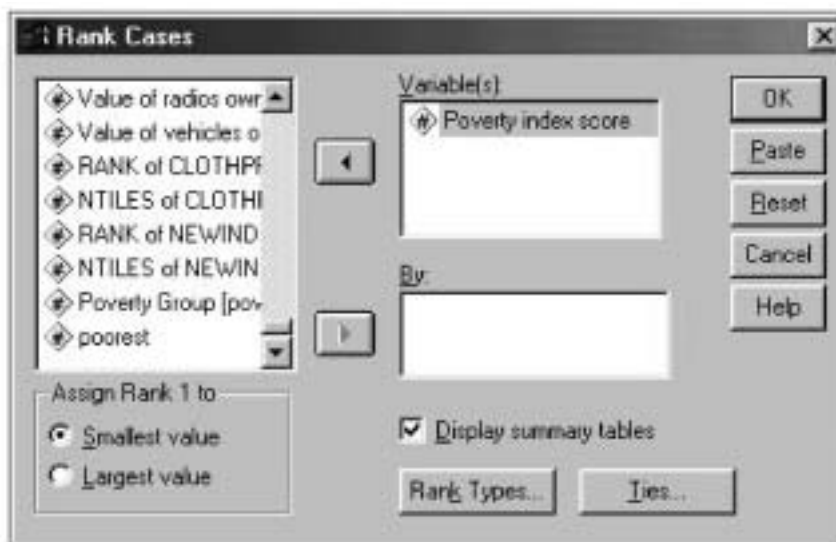 Rank Cases
Value of radios owr
Value of vehicles o
RANK of CLOTHPF
NTILES of CLOTHI
RANK of NEWIND
NTILES of NEWIN
Poverty Group [pov
poorest
Assign Rank 1 to
Smallest value
Largest value
Variable(s):
Poverty index score
By:
Display summary tables
Rank Types...
Ties...
OK
Paste
Reset
Cancel
Help